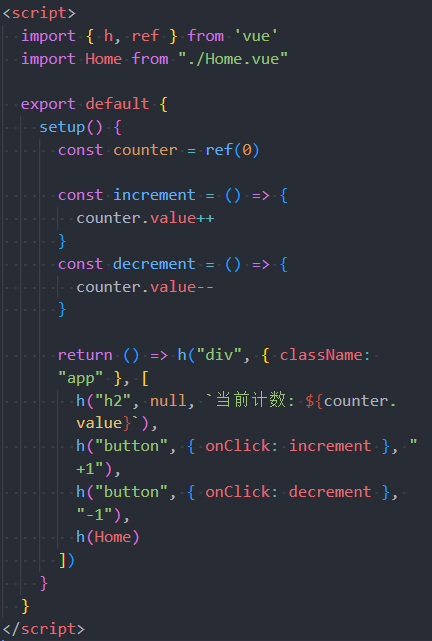 <script>
import { h, ref } from 'vue'
import Home from "./Home.vue"
export default {
setup() {
const counter = ref(0)
const increment = () => {
counter.value++
}
const decrement = () => {
counter.value--
}
return () => h("div", { className:
"app" }, [
h("h2", null, `当前计数: ${counter.
value}`),
h("button", { onClick: increment }, "
+1"),
h("button", { onClick: decrement },
"-1"),
h(Home)
])
}
}
</script>